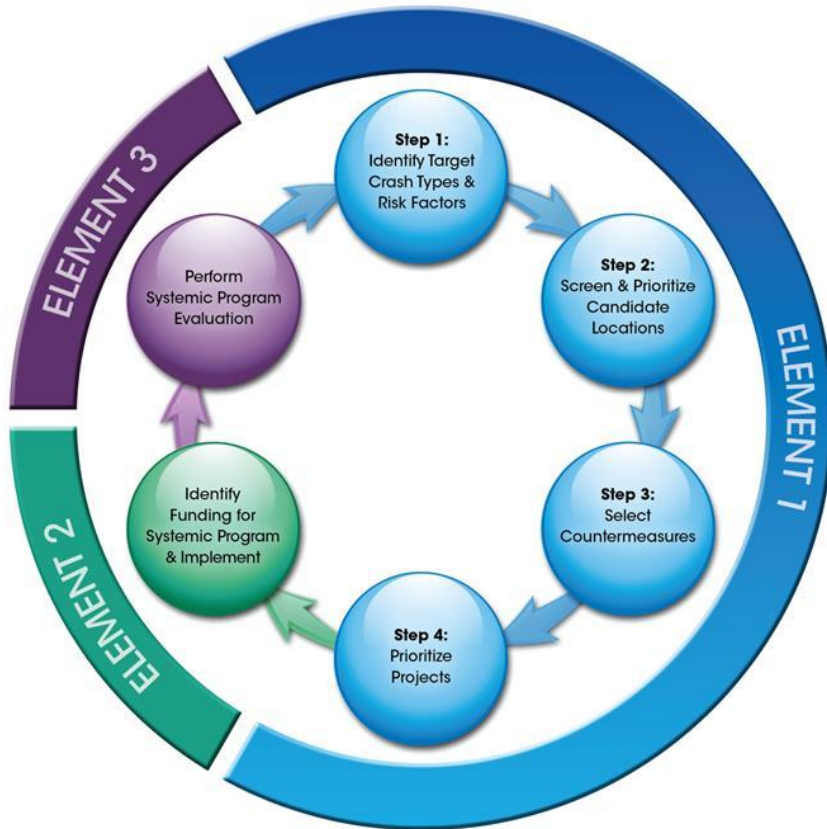 Step 1:
Identify Target
Crash Types &
Risk Factors
Step 2:
Screen & Prioritize
Candidate
Locations
Step 3:
Select
Countermeasures
Step 4:
Prioritize
Projects
Identify
Funding for
Systemic Program
& Implement
Perform
Systemic Program
Evaluation
ELEMENT 1
ELEMENT 2
ELEMENT 3